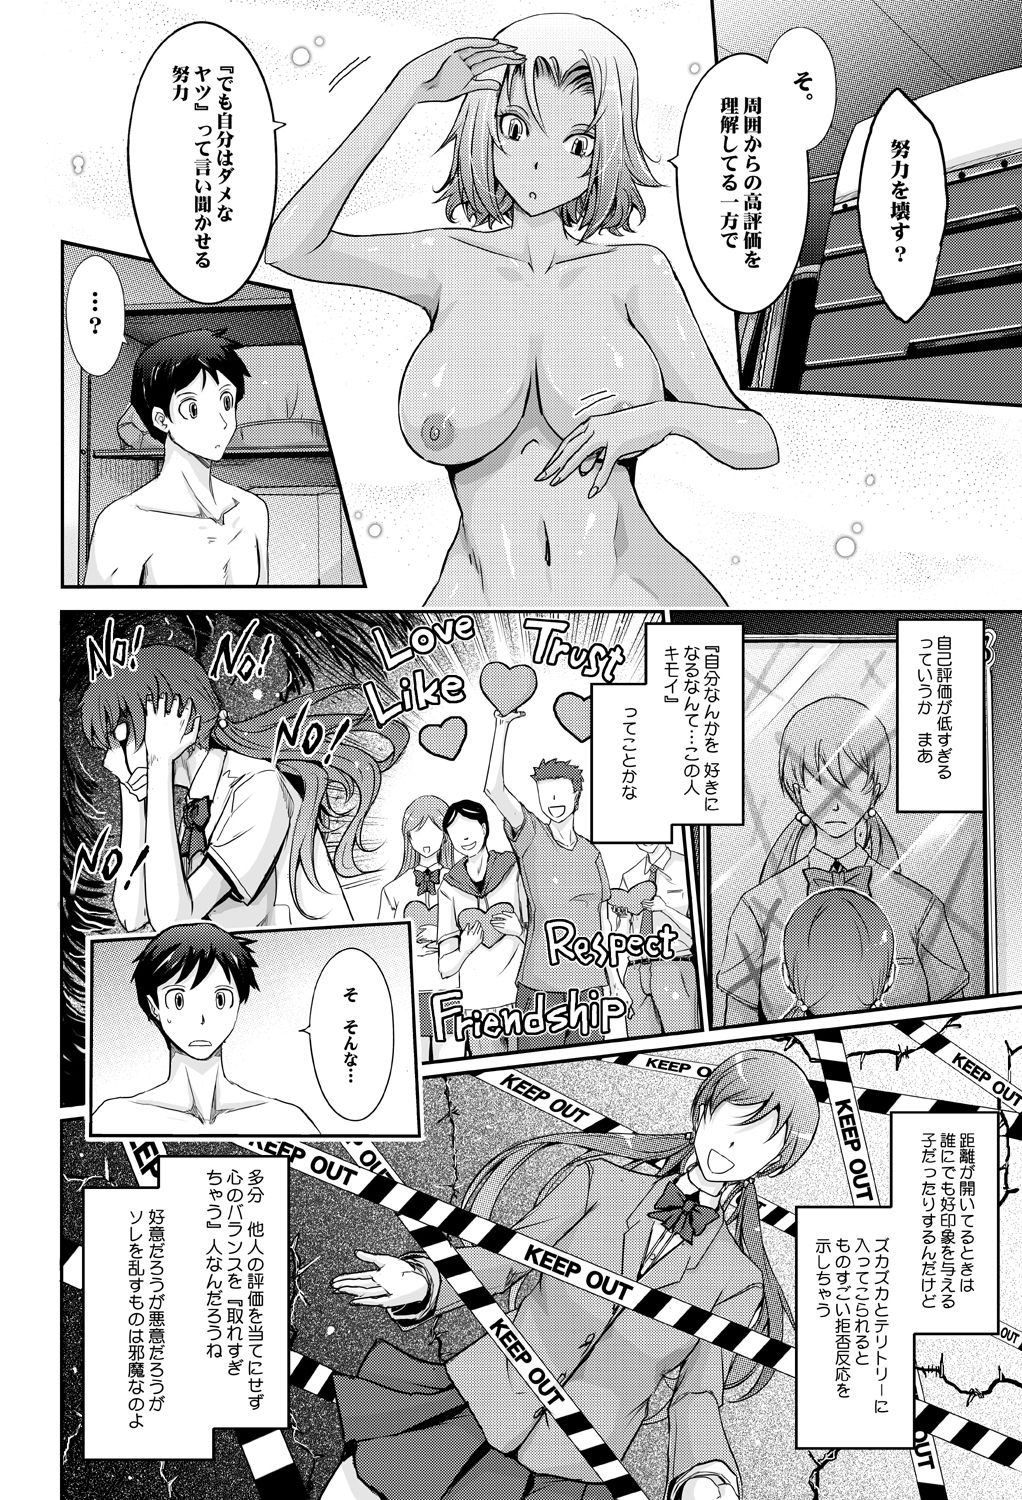 努力を壊す？
そ。
周囲からの高評価を
理解してる一方で
『でも自分はダメな
ヤツ』って言い聞かせる
努力
…？
自己評価が低すぎる
っていうか まあ
『自分なんかを 好きに
なるなんて…この人
キモイ』
ってことかな
Love
Like
Trust
Respect
Friendship
No!
No!
No!
No!
そ そんな…
距離が開いてるときは
誰にでも好印象を与える
子だったりするんだけど
ズカズカとテリトリーに
入ってこられると
ものすごい拒否反応を
示しちゃう
多分 他人の評価を当てにせず
心のバランスを『取れすぎ
ちゃう』人なんだろうね
好意だろうが悪意だろうが
ソレを乱すものは邪魔なのよ
KEEP OUT
KEEP OUT
KEEP OUT
KEEP OUT
KEEP OUT
KEEP OUT
KEEP OUT
KEEP OUT
KEEP OUT